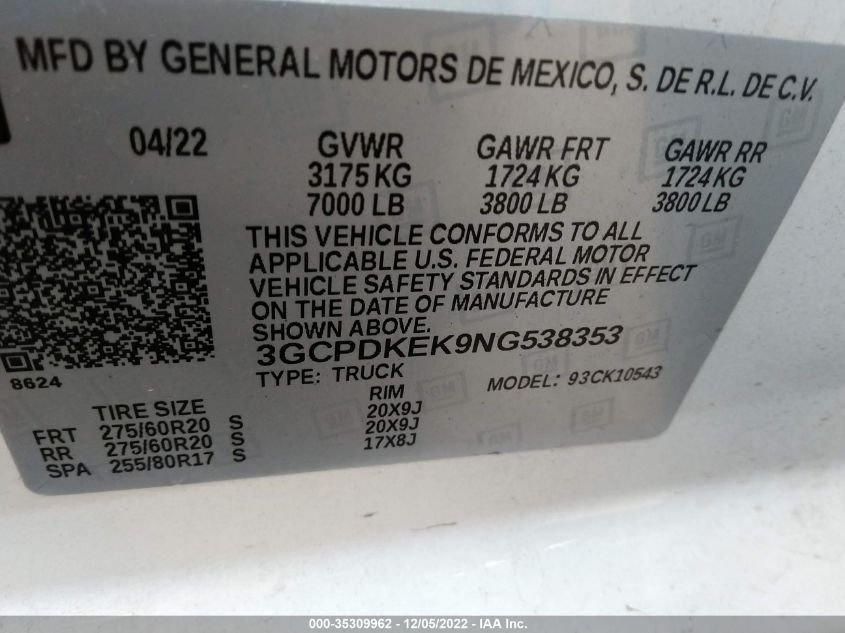 MFD BY GENERAL MOTORS DE MEXICO, S. DE R.L. DE C.V.
04/22 GVWR GAWR FRT GAWR RR
3175 KG 1724 KG 1724 KG
7000 LB 3800 LB 3800 LB
THIS VEHICLE CONFORMS TO ALL
APPLICABLE U.S. FEDERAL MOTOR
VEHICLE SAFETY STANDARDS IN EFFECT
ON THE DATE OF MANUFACTURE
SHOWN ABOVE.
3GCPDKEK9NG538353
8624 TYPE: TRUCK MODEL: 93CK10543
TIRE SIZE RIM
FRT 275/60R20 S 20X9J
RR 275/60R20 S 20X9J
SPA 255/80R17 S 17X8J
000-35309962 - 12/05/2022 - IAA Inc.